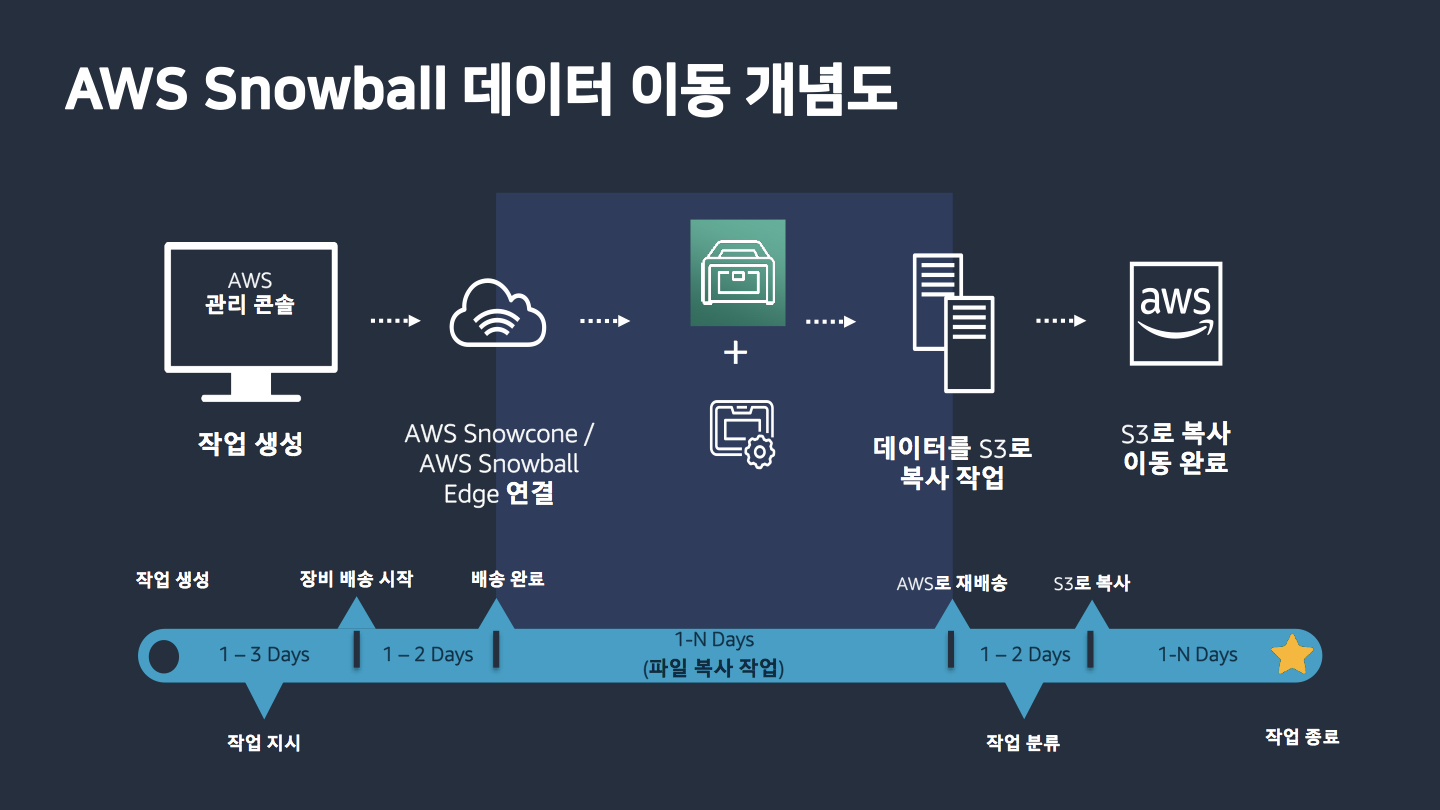 AWS Snowball 데이터 이동 개념도
AWS
관리 콘솔
작업 생성
AWS Snowcone /
AWS Snowball
Edge 연결
+
데이터를 S3로
복사 작업
aws
S3로 복사
이동 완료
작업 생성
장비 배송 시작
배송 완료
AWS로 재배송
S3로 복사
1 – 3 Days
1 – 2 Days
1-N Days
(파일 복사 작업)
1 – 2 Days
1-N Days
작업 지시
작업 분류
작업 종료